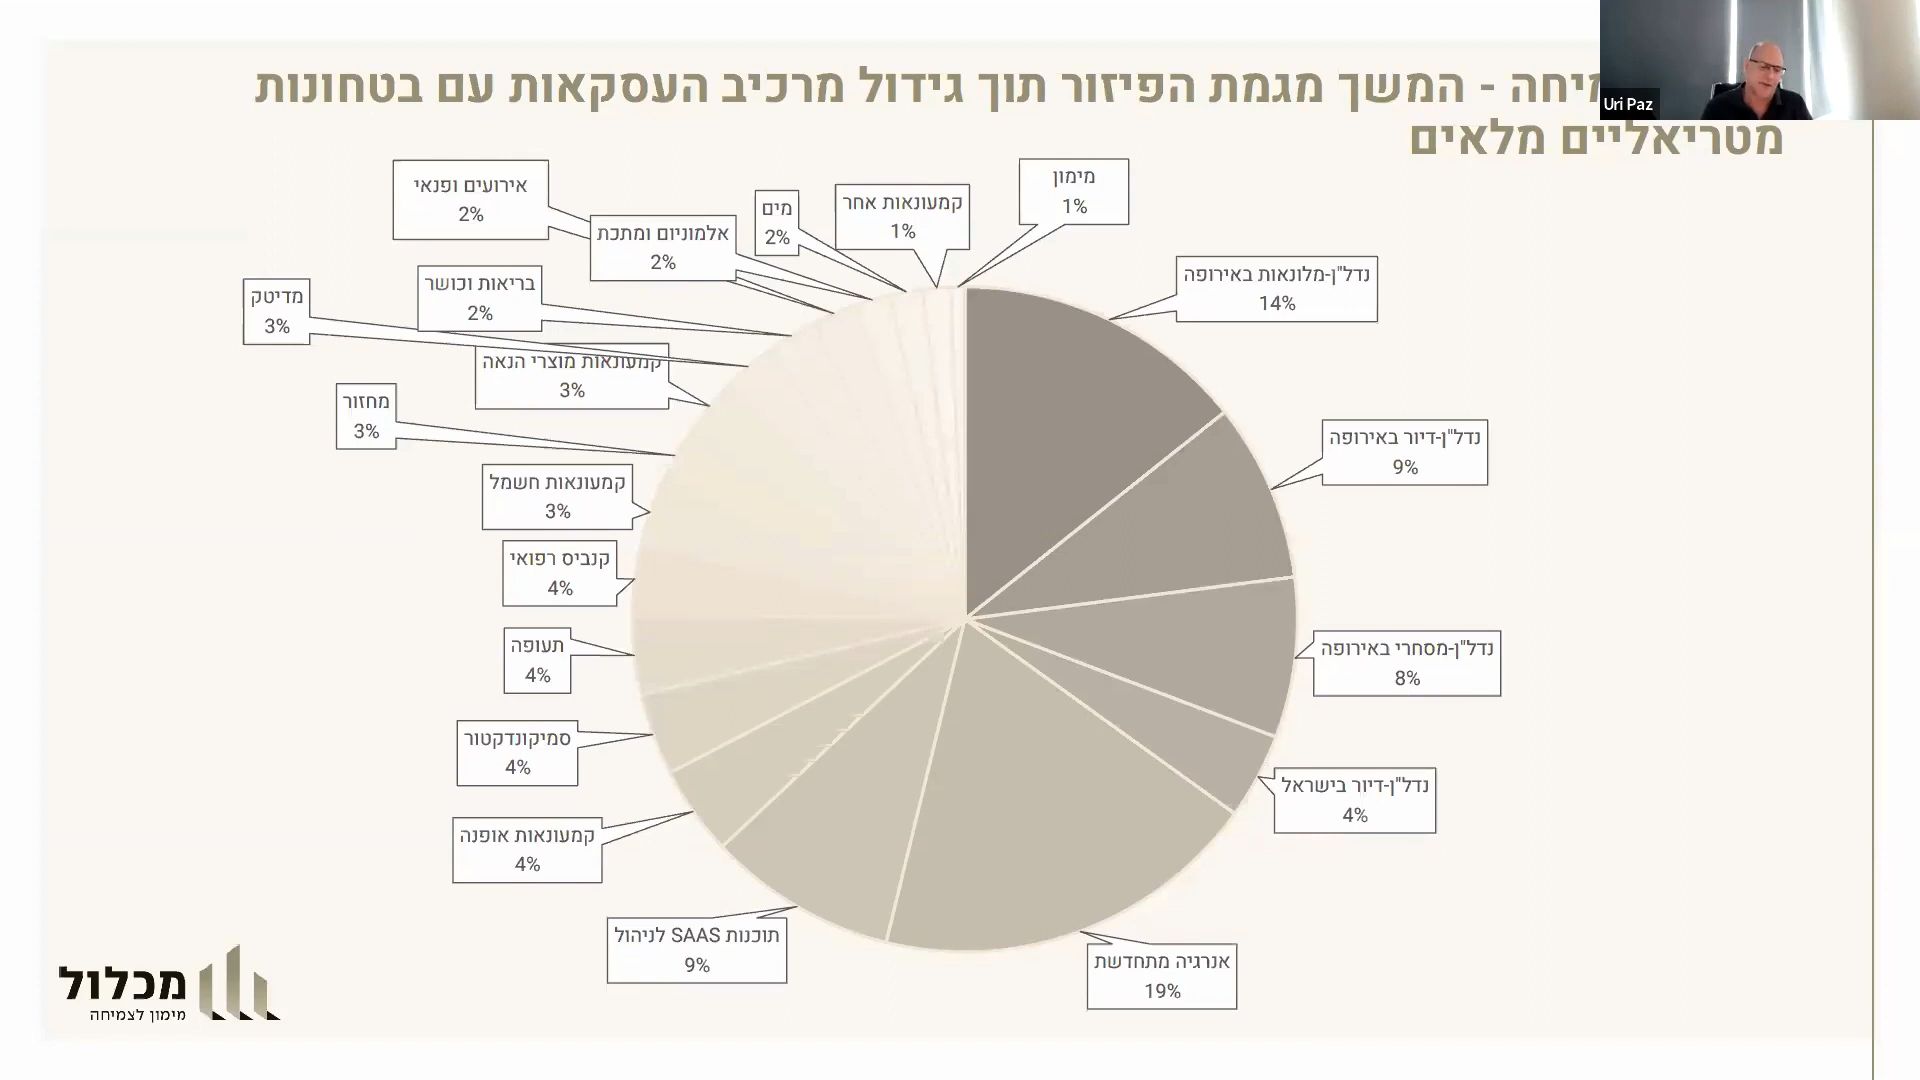 המשך מגמת הפיזור תוך גידול מרכיב העסקאות עם בטחונות
מטריאליים מלאים
Uri Paz
מימון
1%
נדל"ן-מלונאות באירופה
14%
נדל"ן-דיור באירופה
9%
נדל"ן-מסחרי באירופה
8%
נדל"ן-דיור בישראל
4%
אנרגיה מתחדשת
19%
תוכנות SAAS לניהול
9%
קמעונאות אופנה
4%
סמיקונדקטור
4%
תעופה
4%
קנביס רפואי
4%
קמעונאות חשמל
3%
מחזור
3%
קמעונאות מוצרי הנאה
3%
מדיטק
3%
בריאות וכושר
2%
אירועים ופנאי
2%
אלמוניום ומתכת
2%
מים
2%
קמעונאות אחר
1%
מכלול
מימון לצמיחה